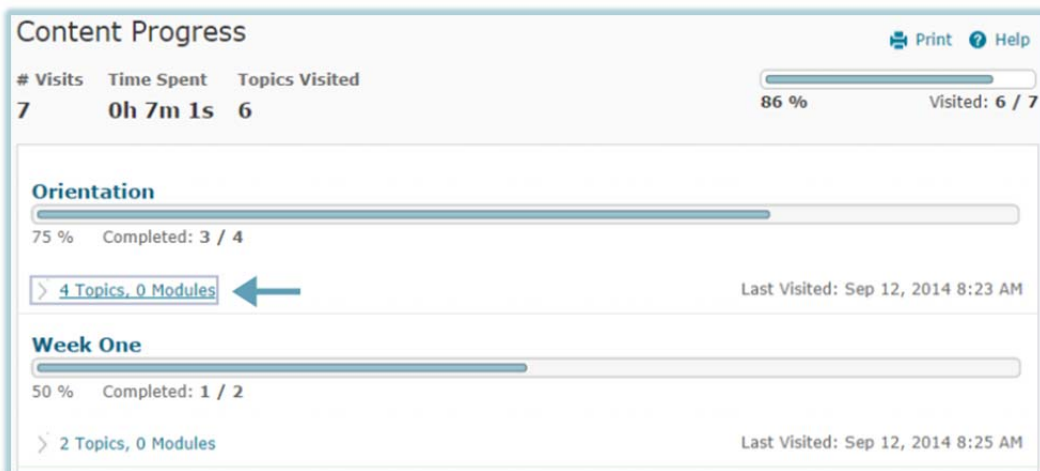 Content Progress
Print Help
# Visits Time Spent Topics Visited
7 0h 7m 1s 6
86 % Visited: 6 / 7
Orientation
75 % Completed: 3 / 4
4 Topics, 0 Modules Last Visited: Sep 12, 2014 8:23 AM
Week One
50 % Completed: 1 / 2
2 Topics, 0 Modules Last Visited: Sep 12, 2014 8:25 AM